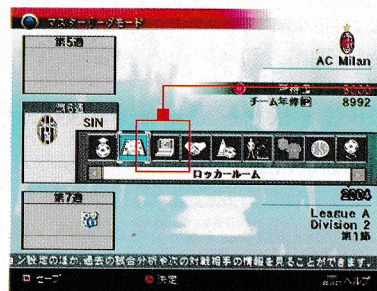 マスターリーグモード
第5週
AC Milan
チーム年俸
8992
第6週
SIN
ロッカールーム
第7週
2004
League A
Division 2
第1節
ョン設定のほか、過去の試合分析や次の対戦相手の情報を見ることができます。
セーブ
決定
ヘルプ